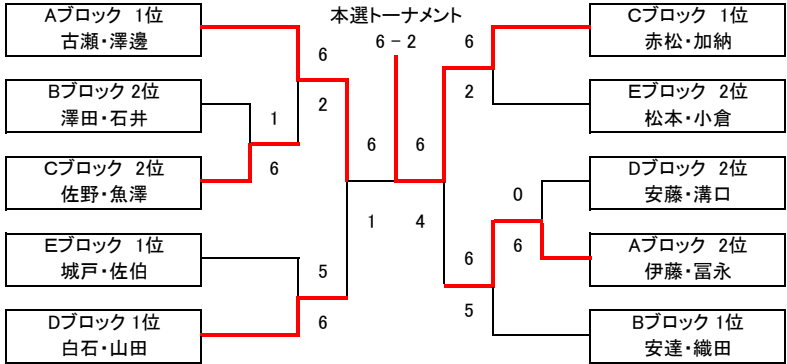 本選トーナメント
6－2
Aブロック 1位
古瀬・澤邊
Bブロック 2位
澤田・石井
Cブロック 2位
佐野・魚澤
Eブロック 1位
城戸・佐伯
Dブロック 1位
白石・山田
6
2
1
6
5
6
6
1
6
4
6
2
0
6
6
5
Cブロック 1位
赤松・加納
Eブロック 2位
松本・小倉
Dブロック 2位
安藤・溝口
Aブロック 2位
伊藤・冨永
Bブロック 1位
安達・織田